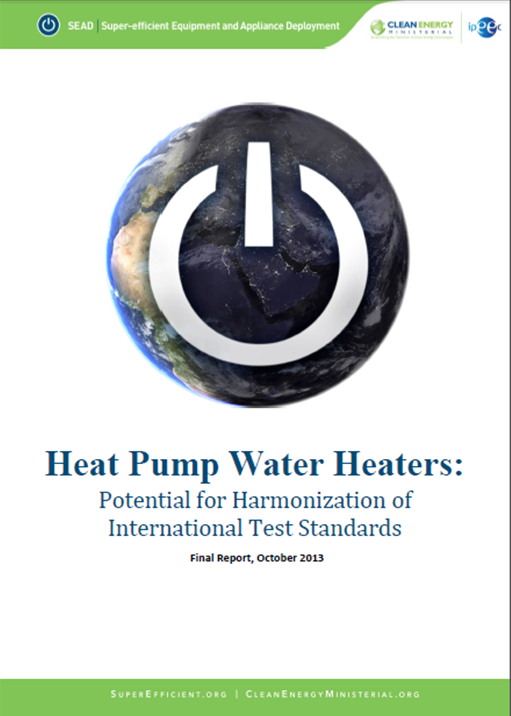 SEAD | Super-efficient Equipment and Appliance Deployment
CLEAN ENERGY
MINISTERIAL
ipeec
Heat Pump Water Heaters:
Potential for Harmonization of
International Test Standards
Final Report, October 2013
SUPEREFFICIENT.ORG | CLEANENERGYMINISTERIAL.ORG